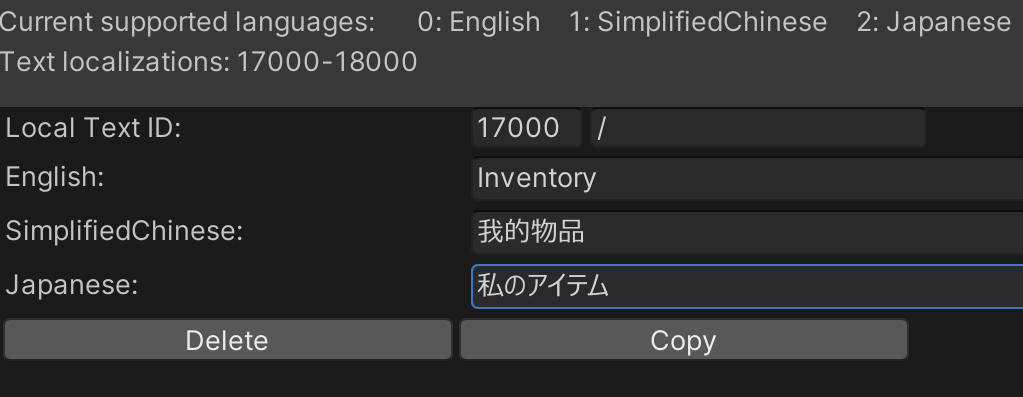 Current supported languages: 0: English 1: SimplifiedChinese 2: Japanese
Text localizations: 17000-18000
Local Text ID: 17000 /
English: Inventory
SimplifiedChinese: 我的物品
Japanese: 私のアイテム
Delete Copy